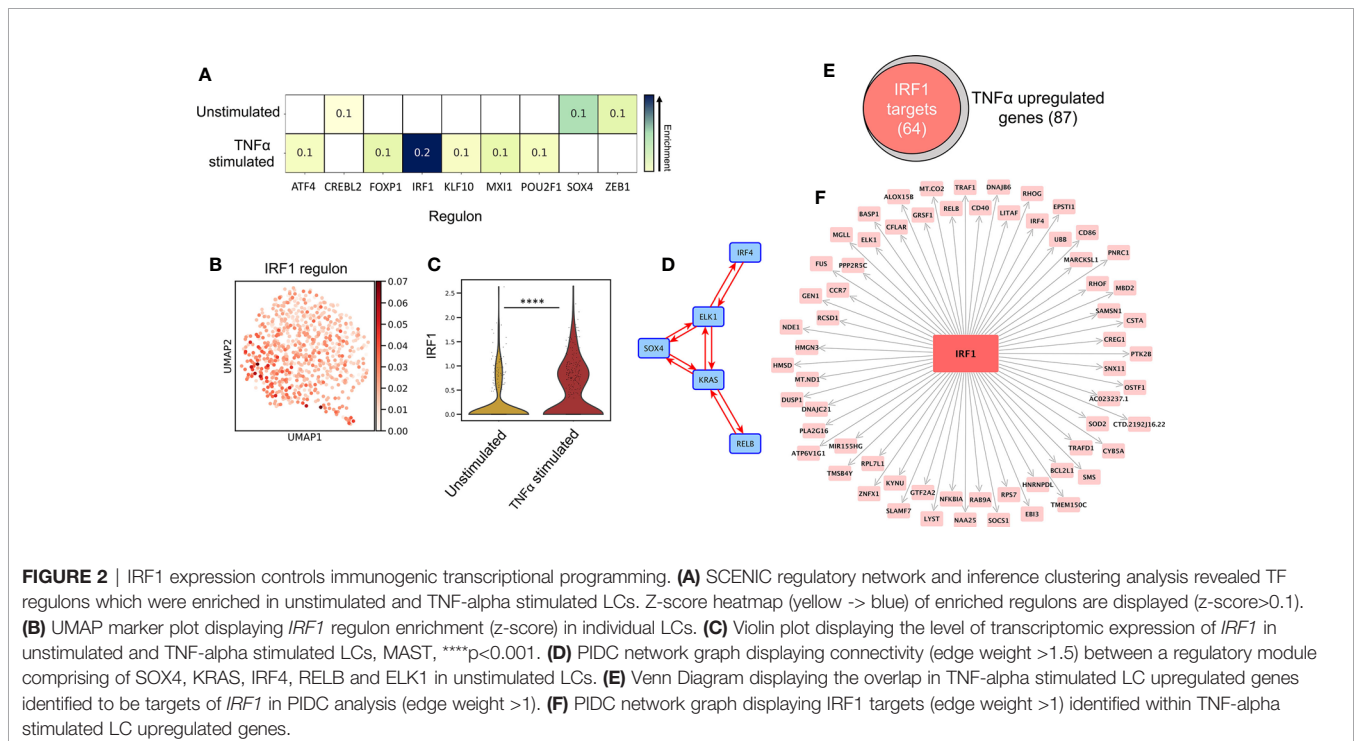 A
Unstimulated
TNFα
stimulated
0.1 0.1 0.1
0.1 0.1 0.2 0.1 0.1 0.1
ATF4 CREBL2 FOXP1 IRF1 KLF10 MXI1 POU2F1 SOX4 ZEB1
Regulon
Enrichment
B
IRF1 regulon
UMAP2
UMAP1
0.07
0.06
0.05
0.04
0.03
0.02
0.01
0.00
C
IRF1
2.5
2.0
1.5
1.0
0.5
0.0
****
Unstimulated
TNFα stimulated
D
IRF4
ELK1
SOX4
KRAS
RELB
E
IRF1
targets
(64)
TNFα upregulated
genes (87)
F
IRF1
MT.CO2
TRAF1
DNAJB6
RHOG
EPSTI1
CD86
PNRC1
MBD2
CSTA
PTK2B
OSTF1
CTD.2192J16.22
CYB5A
SMS
TMEM150C
EBI3
SOCS1
NAA25
LYST
SLAMF7
ZNFX1
TMSB4Y
ATP6V1G1
PLA2G16
DUSP1
HMSD
NDE1
GEN1
FUS
MGLL
BASP1
ALOX15B
RELB
CD40
LITAF
IRF4
UBB
MARCKSL1
RHOF
SAMSN1
CREG1
SNX11
AC023237.1
SOD2
TRAFD1
BCL2L1
HNRNPDL
RPS7
RAB9A
NFKBIA
GTF2A2
KYNU
RPL7L1
MIR155HG
DNAJC21
MT.ND1
HMGN3
RCSD1
CCR7
PPP2R5C
ELK1
CFLAR
GRSF1
FIGURE 2 | IRF1 expression controls immunogenic transcriptional programming. (A) SCENIC regulatory network and inference clustering analysis revealed TF
regulons which were enriched in unstimulated and TNF-alpha stimulated LCs. Z-score heatmap (yellow -> blue) of enriched regulons are displayed (z-score>0.1).
(B) UMAP marker plot displaying IRF1 regulon enrichment (z-score) in individual LCs. (C) Violin plot displaying the level of transcriptomic expression of IRF1 in
unstimulated and TNF-alpha stimulated LCs, MAST, ****p<0.001. (D) PIDC network graph displaying connectivity (edge weight >1.5) between a regulatory module
comprising of SOX4, KRAS, IRF4, RELB and ELK1 in unstimulated LCs. (E) Venn Diagram displaying the overlap in TNF-alpha stimulated LC upregulated genes
identified to be targets of IRF1 in PIDC analysis (edge weight >1). (F) PIDC network graph displaying IRF1 targets (edge weight >1) identified within TNF-alpha
stimulated LC upregulated genes.